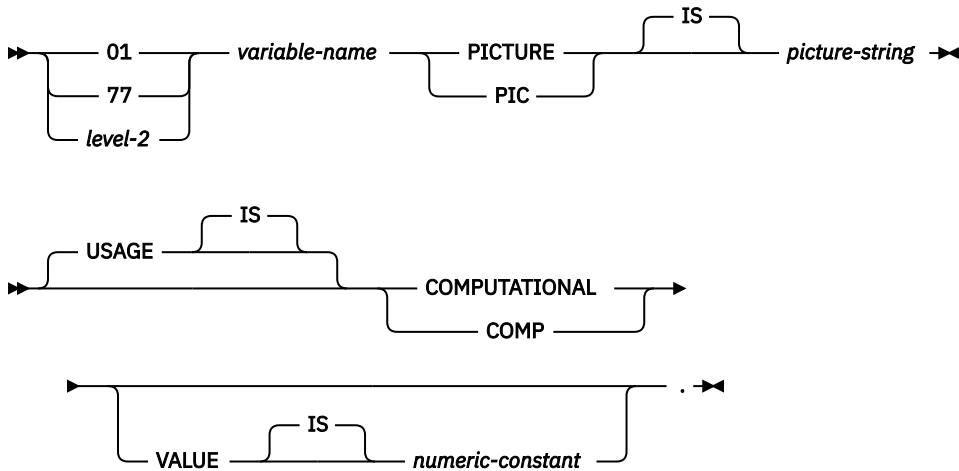 IS
01 variable-name PICTURE picture-string
77 PIC
level-2
IS
USAGE
COMPUTATIONAL
COMP
.
IS
VALUE numeric-constant